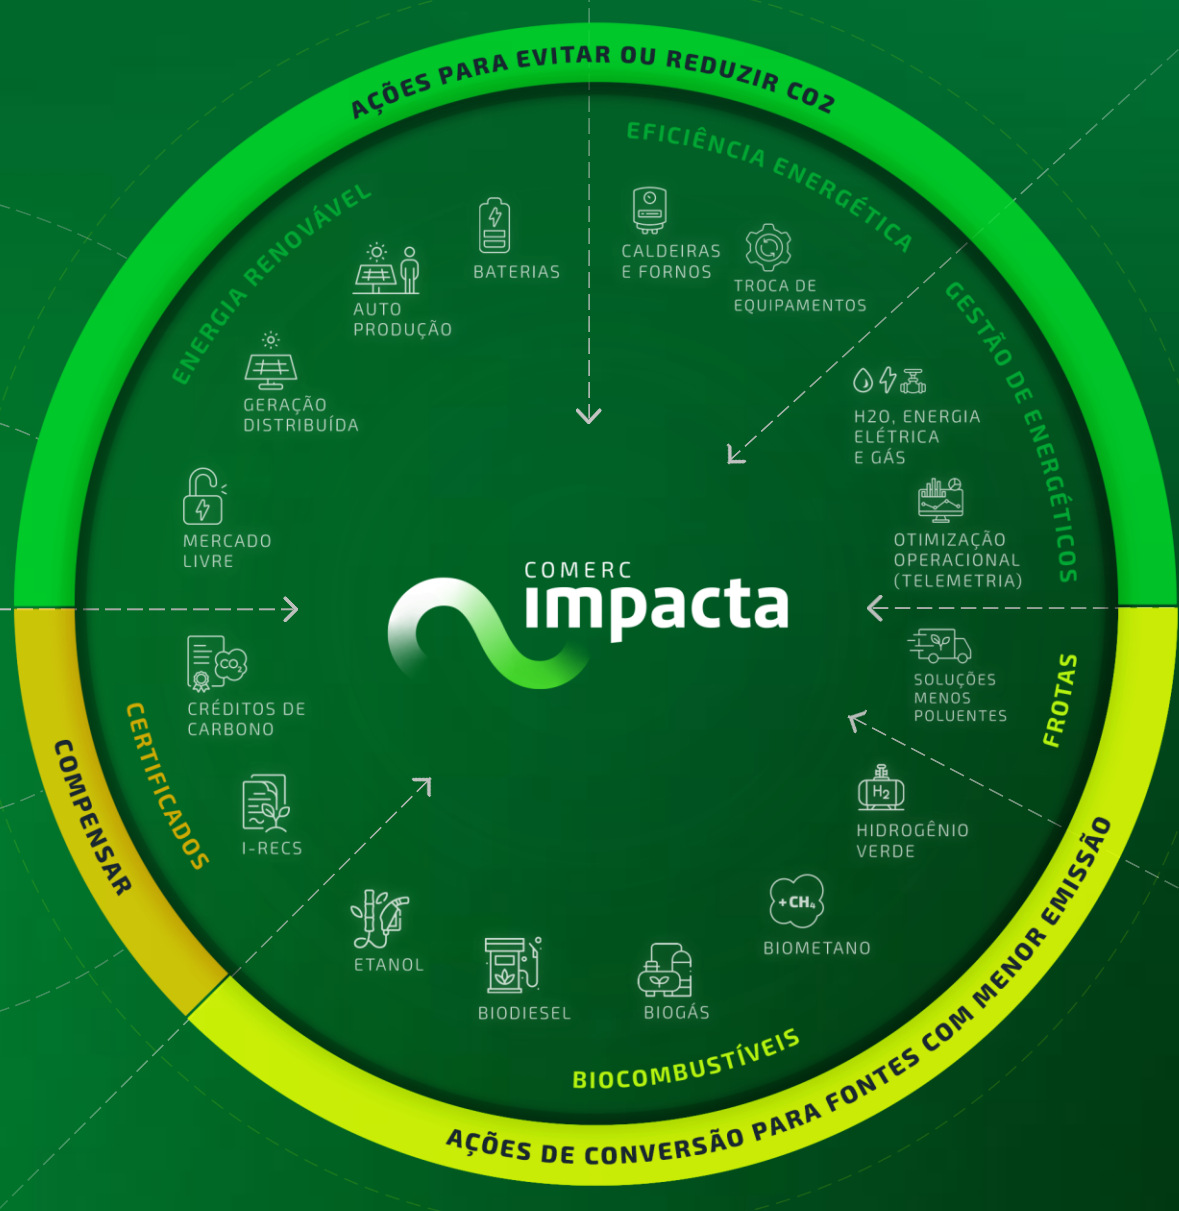 AÇÕES PARA EVITAR OU REDUZIR CO2
EFICIÊNCIA ENERGÉTICA
CALDEIRAS
E FORNOS
TROCA DE
EQUIPAMENTOS
GESTÃO DE ENERGÉTICOS
H2O, ENERGIA
ELÉTRICA
E GÁS
OTIMIZAÇÃO
OPERACIONAL
(TELEMETRIA)
FROTAS
SOLUÇÕES
MENOS
POLUENTES
AÇÕES DE CONVERSÃO PARA FONTES COM MENOR EMISSÃO
H2
HIDROGÊNIO
VERDE
+CH4
BIOMETANO
BIOGÁS
BIODIESEL
ETANOL
BIOCOMBUSTÍVEIS
COMPENSAR
CERTIFICADOS
I-RECS
CO2
CRÉDITOS DE
CARBONO
ENERGIA RENOVÁVEL
MERCADO
LIVRE
GERAÇÃO
DISTRIBUÍDA
AUTO
PRODUÇÃO
BATERIAS
COMERC
impacta